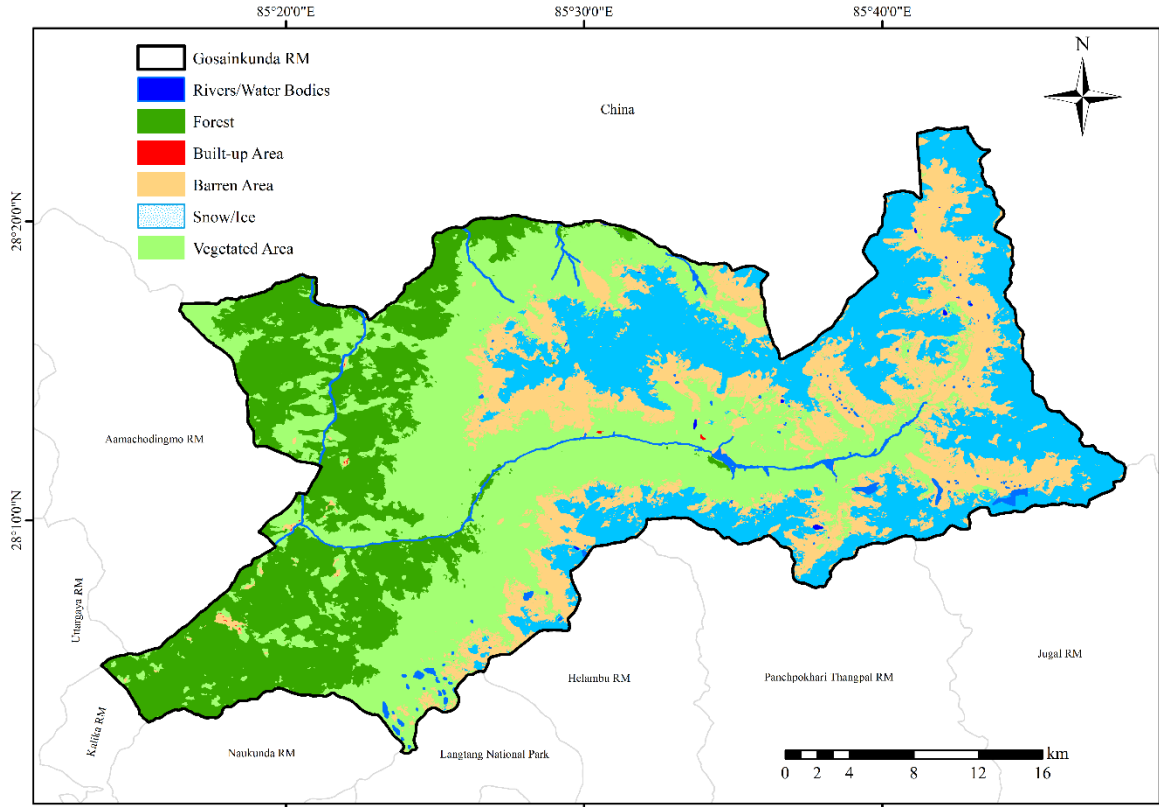 85°20'0"E 85°30'0"E 85°40'0"E
N
Gosainkunda RM
Rivers/Water Bodies
Forest
Built-up Area
Barren Area
Snow/Ice
Vegetated Area
China
28°20'0"N
Aamachodingmo RM
28°10'0"N
Uttargaya RM
Kalika RM
Naukunda RM
Langtang National Park
Helambu RM
Panchpokhari Thangpal RM
Jugal RM
km
0 2 4 8 12 16